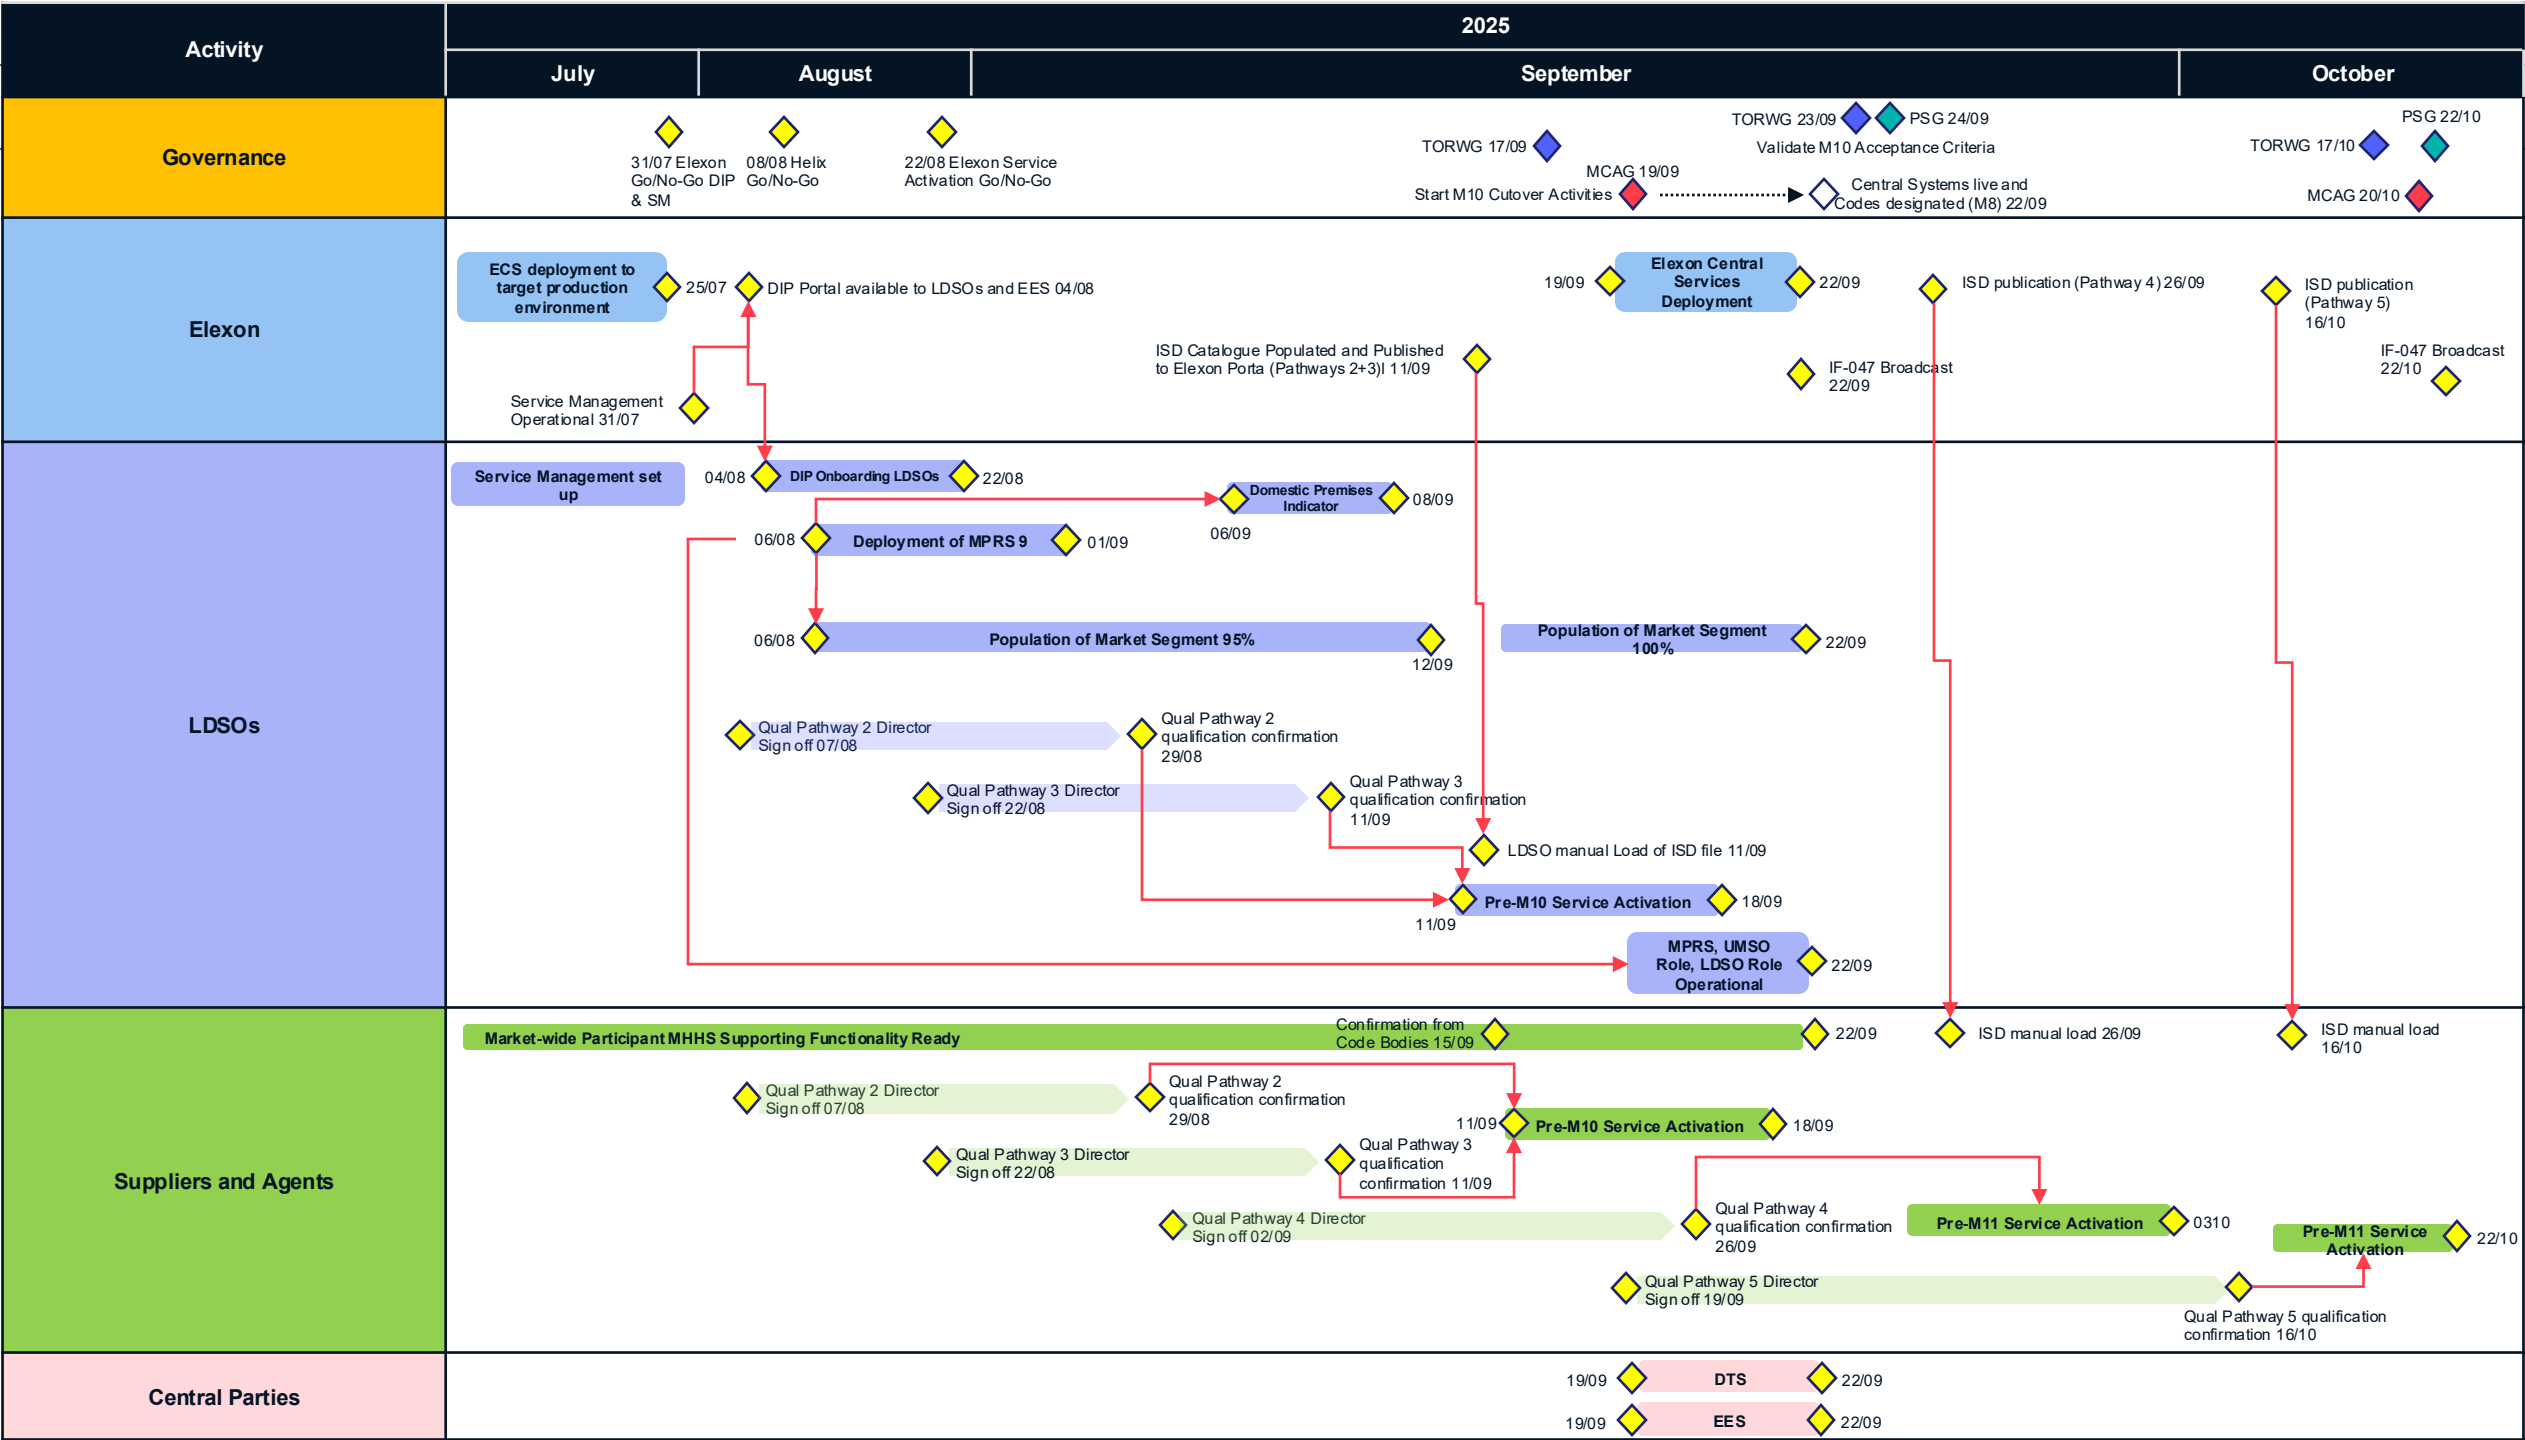 Activity
2025
July
August
September
October
Governance
31/07 Elexon
Go/No-Go DIP
& SM
08/08 Helix
Go/No-Go
22/08 Elexon Service
Activation Go/No-Go
TORWG 17/09
TORWG 23/09
PSG 24/09
Validate M10 Acceptance Criteria
MCAG 19/09
Start M10 Cutover Activities
Central Systems live and
Codes designated (M8) 22/09
TORWG 17/10
PSG 22/10
MCAG 20/10
Elexon
ECS deployment to
target production
environment
25/07
DIP Portal available to LDSOs and EES 04/08
Service Management
Operational 31/07
ISD Catalogue Populated and Published
to Elexon Porta (Pathways 2+3)l 11/09
19/09
Elexon Central
Services
Deployment
22/09
IF-047 Broadcast
22/09
ISD publication (Pathway 4) 26/09
ISD publication
(Pathway 5)
16/10
IF-047 Broadcast
22/10
LDSOs
Service Management set
up
04/08
DIP Onboarding LDSOs
22/08
Domestic Premises
Indicator
06/09
08/09
06/08
Deployment of MPRS 9
01/09
06/08
Population of Market Segment 95%
12/09
Population of Market Segment
100%
22/09
Qual Pathway 2 Director
Sign off 07/08
Qual Pathway 2
qualification confirmation
29/08
Qual Pathway 3 Director
Sign off 22/08
Qual Pathway 3
qualification confirmation
11/09
LDSO manual Load of ISD file 11/09
Pre-M10 Service Activation
11/09
18/09
MPRS, UMSO
Role, LDSO Role
Operational
22/09
Suppliers and Agents
Market-wide Participant MHHS Supporting Functionality Ready
Confirmation from
Code Bodies 15/09
22/09
ISD manual load 26/09
ISD manual load
16/10
Qual Pathway 2 Director
Sign off 07/08
Qual Pathway 2
qualification confirmation
29/08
11/09
Pre-M10 Service Activation
18/09
Qual Pathway 3 Director
Sign off 22/08
Qual Pathway 3
qualification
confirmation 11/09
Qual Pathway 4 Director
Sign off 02/09
Qual Pathway 4
qualification confirmation
26/09
Pre-M11 Service Activation
0310
Pre-M11 Service
Activation
22/10
Qual Pathway 5 Director
Sign off 19/09
Qual Pathway 5 qualification
confirmation 16/10
Central Parties
19/09
DTS
22/09
19/09
EES
22/09